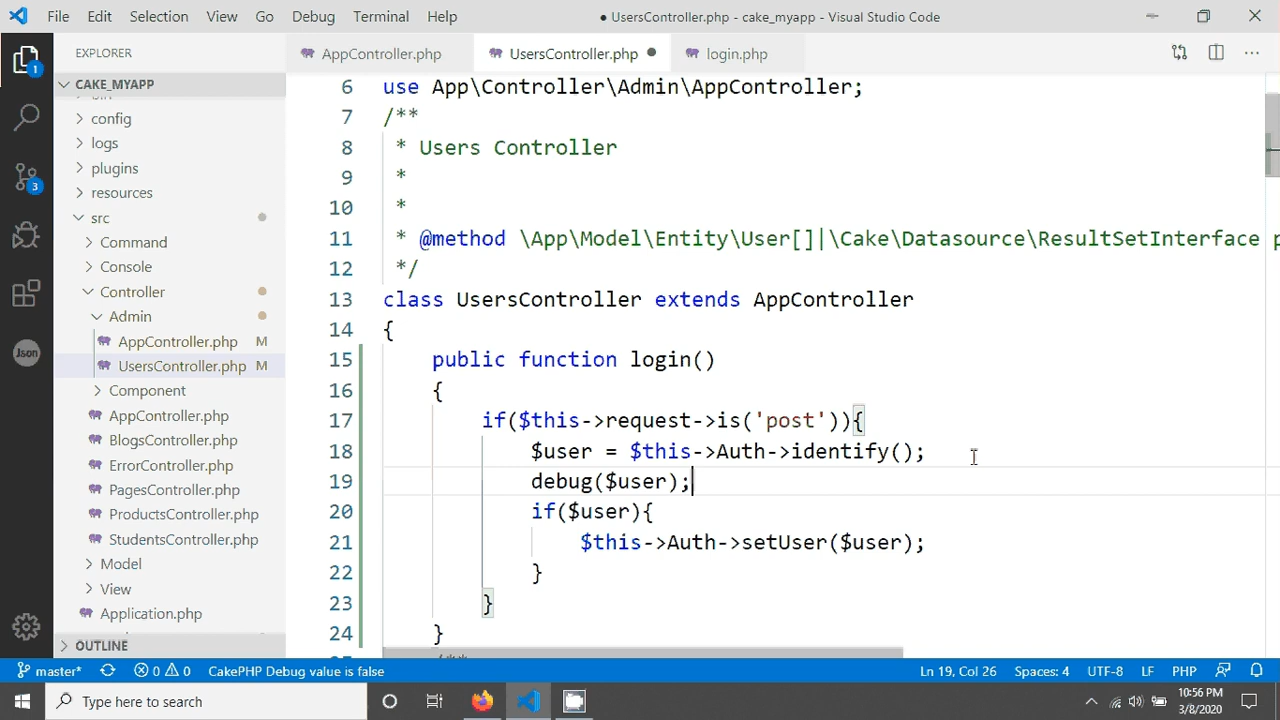 File Edit Selection View Go Debug Terminal Help ● UsersController.php - cake_myapp - Visual Studio Code
EXPLORER
AppController.php UsersController.php ● login.php
CAKE_MYAPP
config
logs
plugins
resources
src
Command
Console
Controller
Admin
AppController.php M
UsersController.php M
Component
AppController.php
BlogsController.php
ErrorController.php
PagesController.php
ProductsController.php
StudentsController.php
Model
View
Application.php
OUTLINE
1
3
Json
6 use App\Controller\Admin\AppController;
7 /**
8 * Users Controller
9 *
10 *
11 * @method \App\Model\Entity\User[]|\Cake\Datasource\ResultSetInterface p
12 */
13 class UsersController extends AppController
14 {
15 public function login()
16 {
17 if($this->request->is('post')){
18 $user = $this->Auth->identify();
19 debug($user);
20 if($user){
21 $this->Auth->setUser($user);
22 }
23 }
24 }
/**
master* 0 0 CakePHP Debug value is false Ln 19, Col 26 Spaces: 4 UTF-8 LF PHP
Type here to search
10:56 PM
3/8/2020